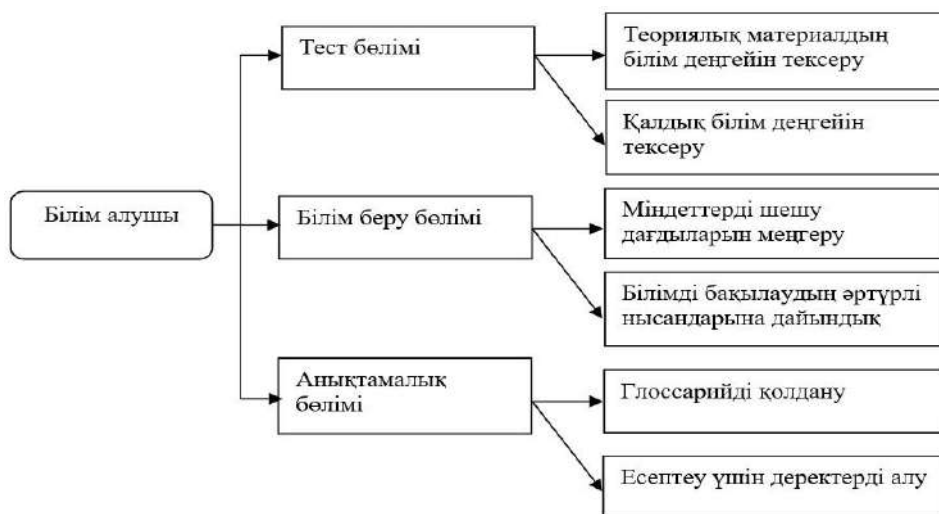 Тест бөлімі
Теориялық материалдың
білім деңгейін тексеру
Қалдық білім деңгейін
тексеру
Білім алушы
Білім беру бөлімі
Міндеттерді шешу
дағдыларын меңгеру
Білімді бақылаудың әртүрлі
нысандарына дайындық
Анықтамалық
бөлімі
Глоссарийді қолдану
Есептеу үшін деректерді алу